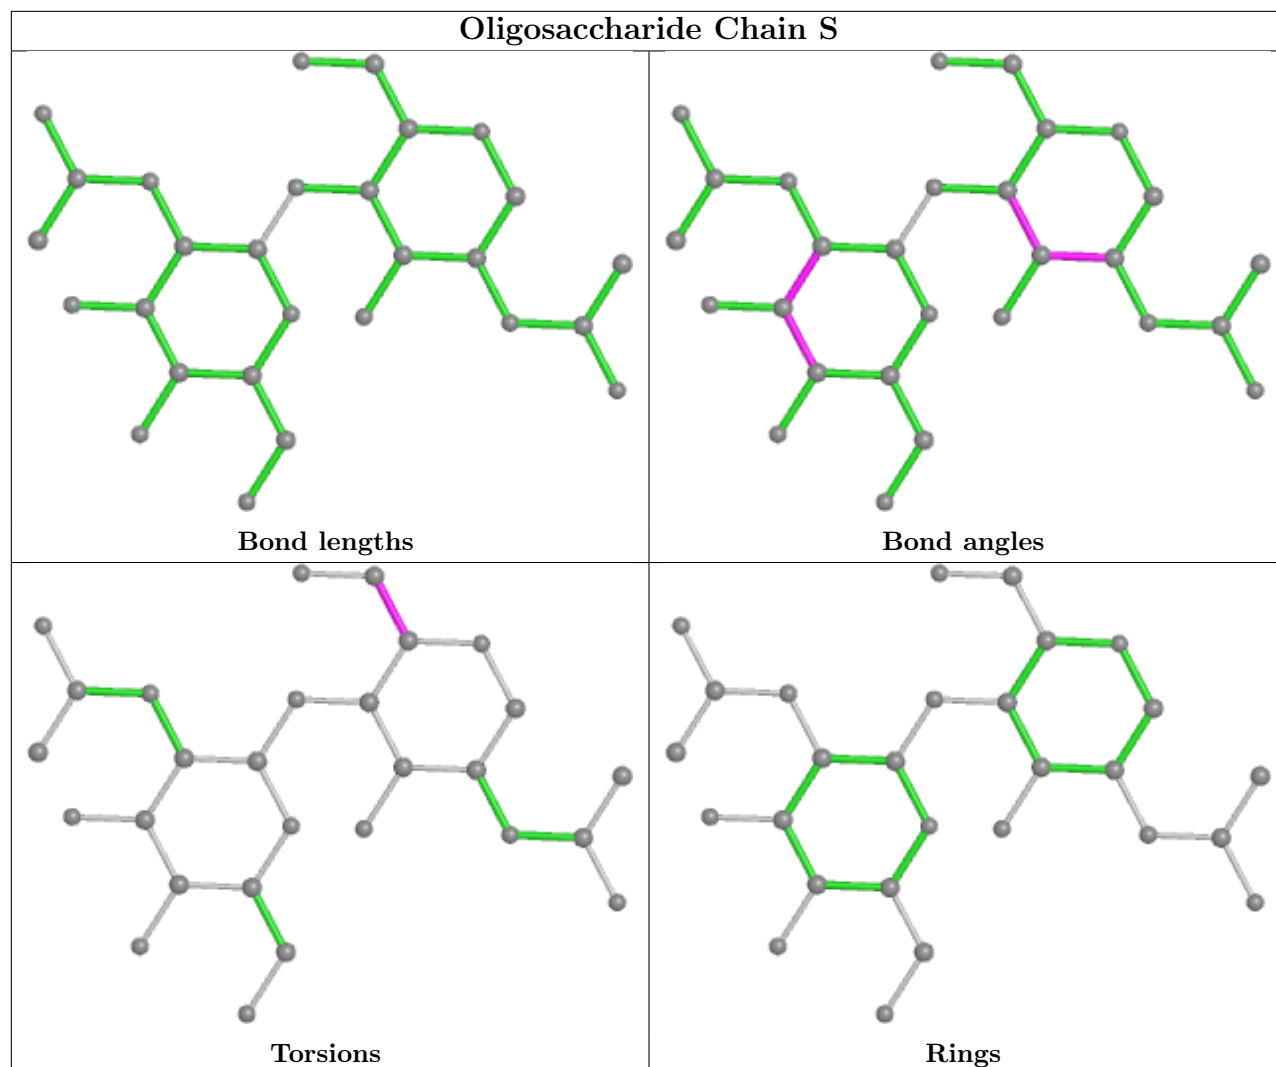 Oligosaccharide Chain S
Bond lengths
Bond angles
Torsions
Rings